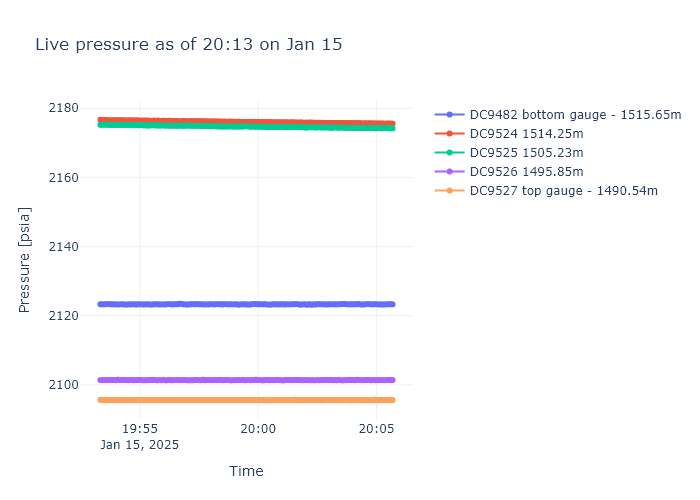 Live pressure as of 20:13 on Jan 15
2180
2160
2140
2120
2100
Pressure [psia]
19:55
Jan 15, 2025
20:00
20:05
Time
DC9482 bottom gauge - 1515.65m
DC9524 1514.25m
DC9525 1505.23m
DC9526 1495.85m
DC9527 top gauge - 1490.54m